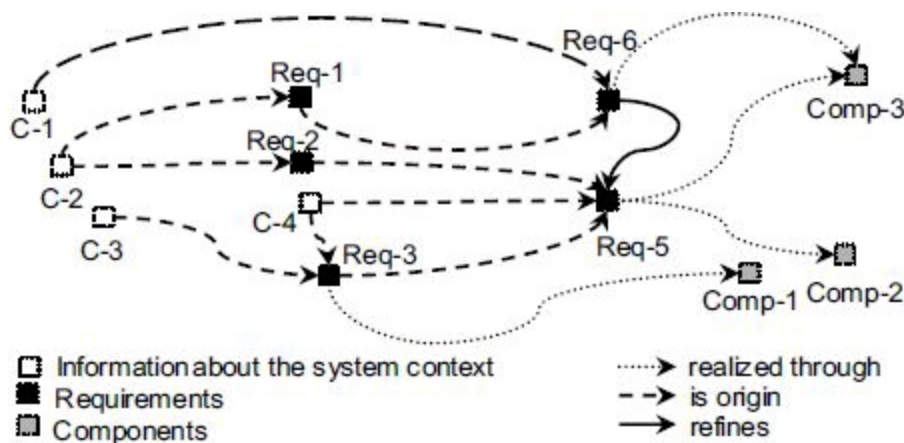 Req-6
Req-1
Comp-3
C-1
Req-2
C-2
C-4
C-3
Req-3
Req-5
Comp-1
Comp-2
Information about the system context
Requirements
Components
realized through
is origin
refines